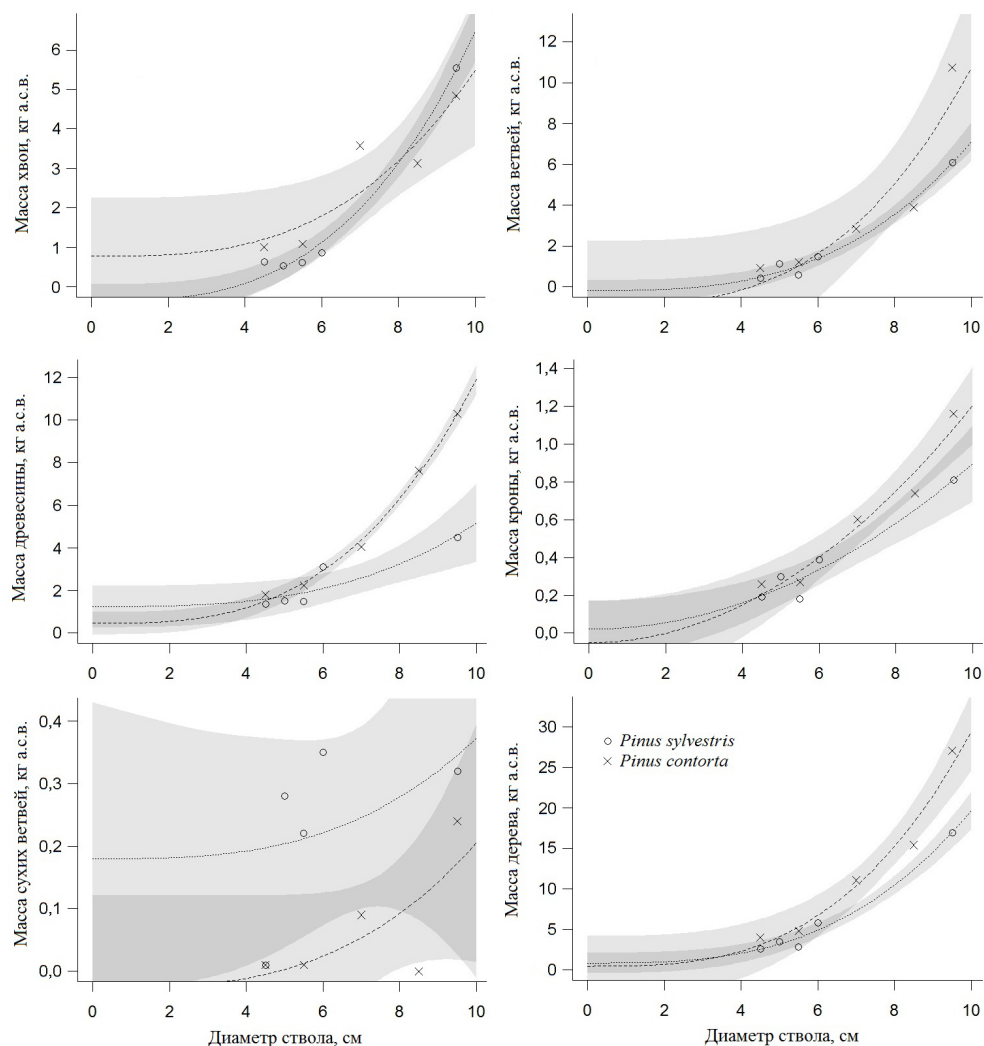 Масса хвои, кг а.с.в.
6
5
4
3
2
1
0
0 2 4 6 8 10
Масса ветвей, кг а.с.в.
12
10
8
6
4
2
0
0 2 4 6 8 10
Масса древесины, кг а.с.в.
12
10
8
6
4
2
0
0 2 4 6 8 10
Масса кроны, кг а.с.в.
1,4
1,2
1,0
0,8
0,6
0,4
0,2
0,0
0 2 4 6 8 10
Масса сухих ветвей, кг а.с.в.
0,4
0,3
0,2
0,1
0,0
0 2 4 6 8 10
Диаметр ствола, см
Масса дерева, кг а.с.в.
30
25
20
15
10
5
0
Pinus sylvestris
Pinus contorta
0 2 4 6 8 10
Диаметр ствола, см